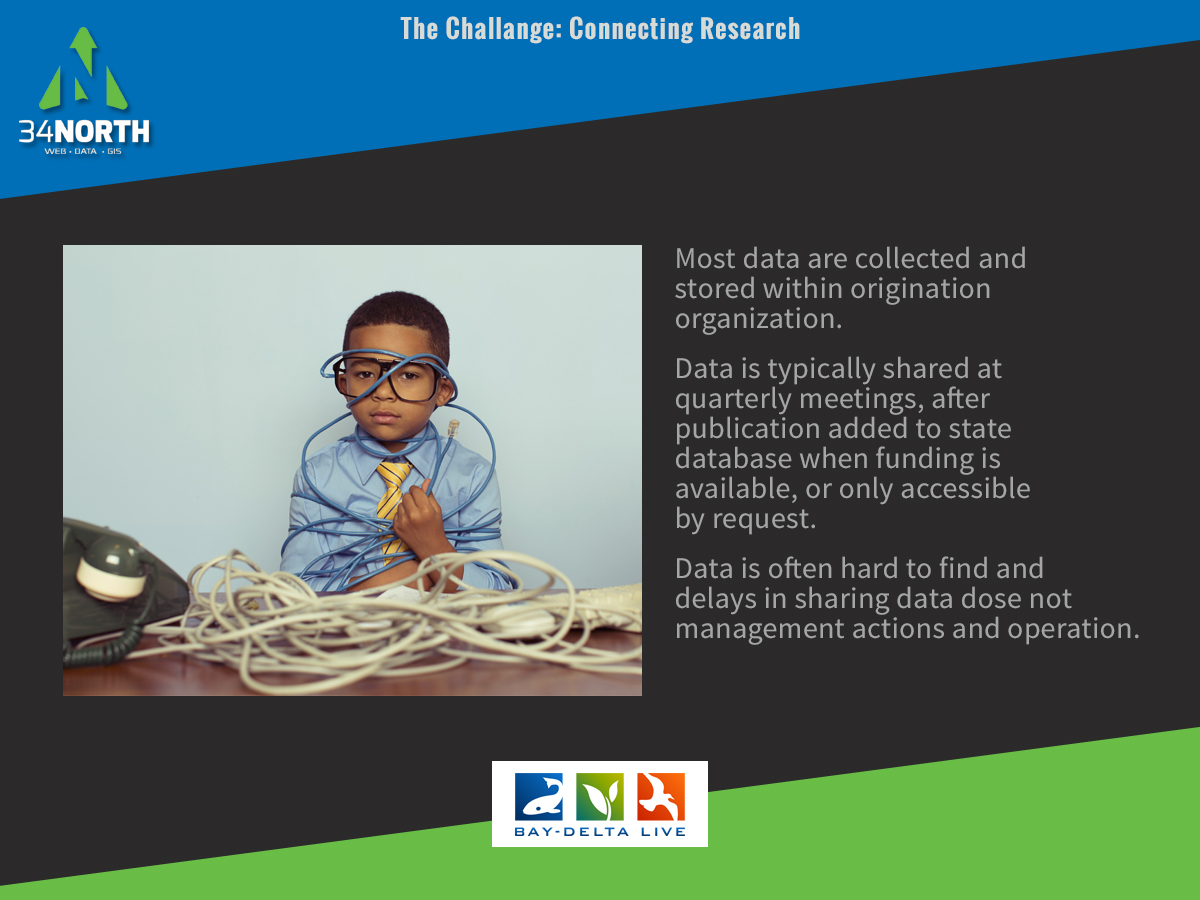 The Challange: Connecting Research
34NORTH
WEB • DATA • GIS
Most data are collected and
stored within origination
organization.
Data is typically shared at
quarterly meetings, after
publication added to state
database when funding is
available, or only accessible
by request.
Data is often hard to find and
delays in sharing data dose not
management actions and operation.
BAY-DELTA LIVE